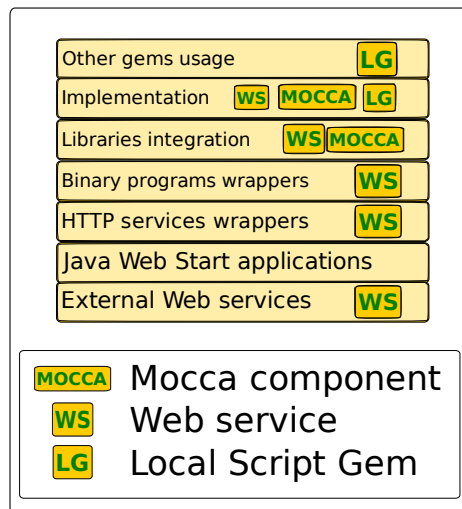 Other gems usage LG
Implementation WS MOCCA LG
Libraries integration WS MOCCA
Binary programs wrappers WS
HTTP services wrappers WS
Java Web Start applications
External Web services WS
MOCCA Mocca component
WS Web service
LG Local Script Gem